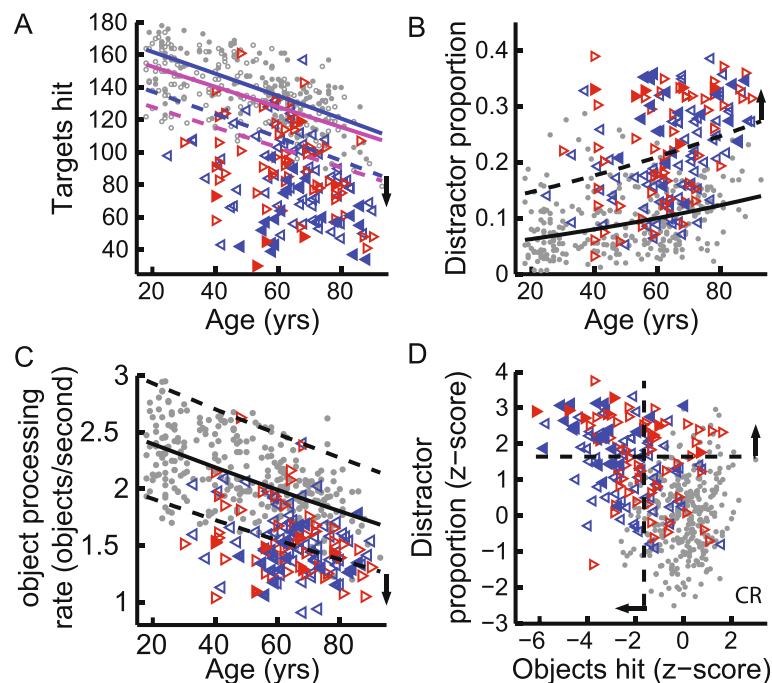 A
Targets hit
180
160
140
120
100
80
60
40
20 40 60 80
Age (yrs)
B
Distractor proportion
0.4
0.3
0.2
0.1
0
20 40 60 80
Age (yrs)
C
object processing
rate (objects/second)
3
2.5
2
1.5
1
20 40 60 80
Age (yrs)
D
Distractor
proportion (z−score)
4
3
2
1
0
−1
−2
−3
CR
−6 −4 −2 0 2
Objects hit (z−score)